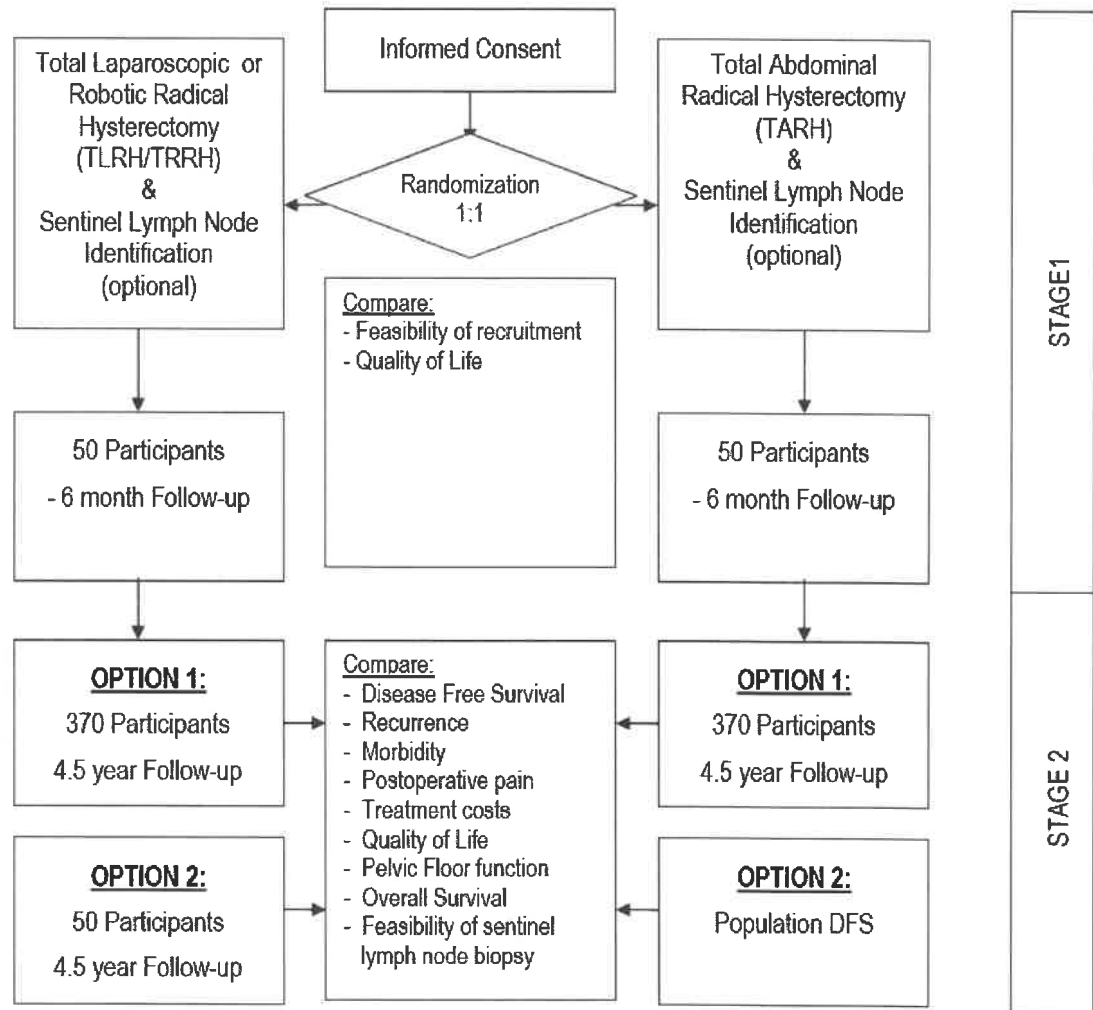 Informed Consent
Total Laparoscopic or
Robotic Radical
Hysterectomy
(TLRH/TRRH)
&
Sentinel Lymph Node
Identification
(optional)
Randomization
1:1
Total Abdominal
Radical Hysterectomy
(TARH)
&
Sentinel Lymph Node
Identification
(optional)
Compare:
- Feasibility of recruitment
- Quality of Life
STAGE1
50 Participants
- 6 month Follow-up
50 Participants
- 6 month Follow-up
OPTION 1:
370 Participants
4.5 year Follow-up
Compare:
- Disease Free Survival
- Recurrence
- Morbidity
- Postoperative pain
- Treatment costs
- Quality of Life
- Pelvic Floor function
- Overall Survival
- Feasibility of sentinel
lymph node biopsy
OPTION 1:
370 Participants
4.5 year Follow-up
STAGE 2
OPTION 2:
50 Participants
4.5 year Follow-up
OPTION 2:
Population DFS